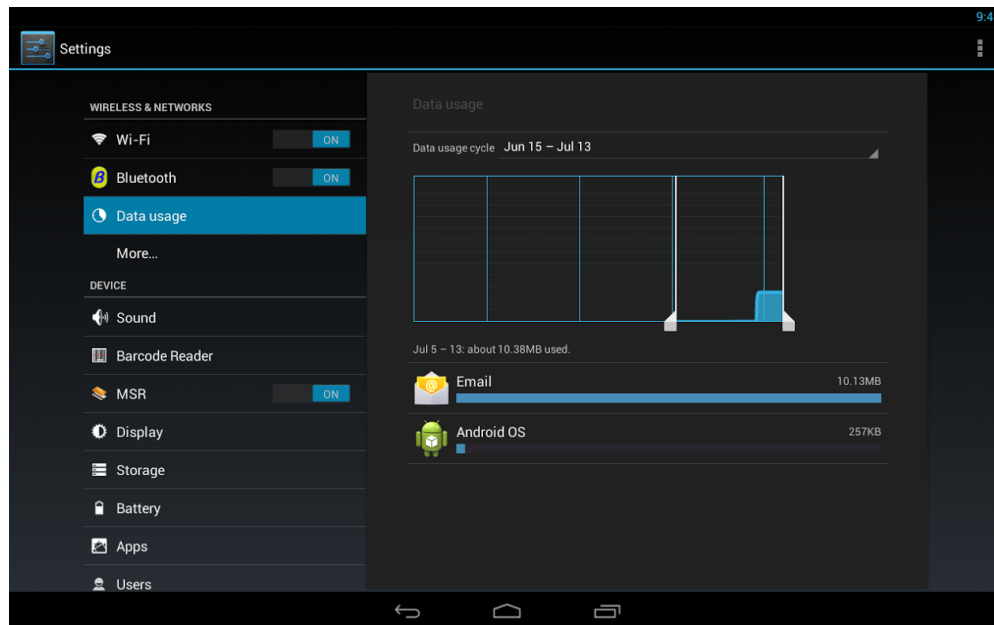 9:4
Settings
WIRELESS & NETWORKS
Wi-Fi ON
Bluetooth ON
Data usage
More...
DEVICE
Sound
Barcode Reader
MSR ON
Display
Storage
Battery
Apps
Users
Data usage
Data usage cycle Jun 15 – Jul 13
Jul 5 – 13: about 10.38MB used.
Email 10.13MB
Android OS 257KB